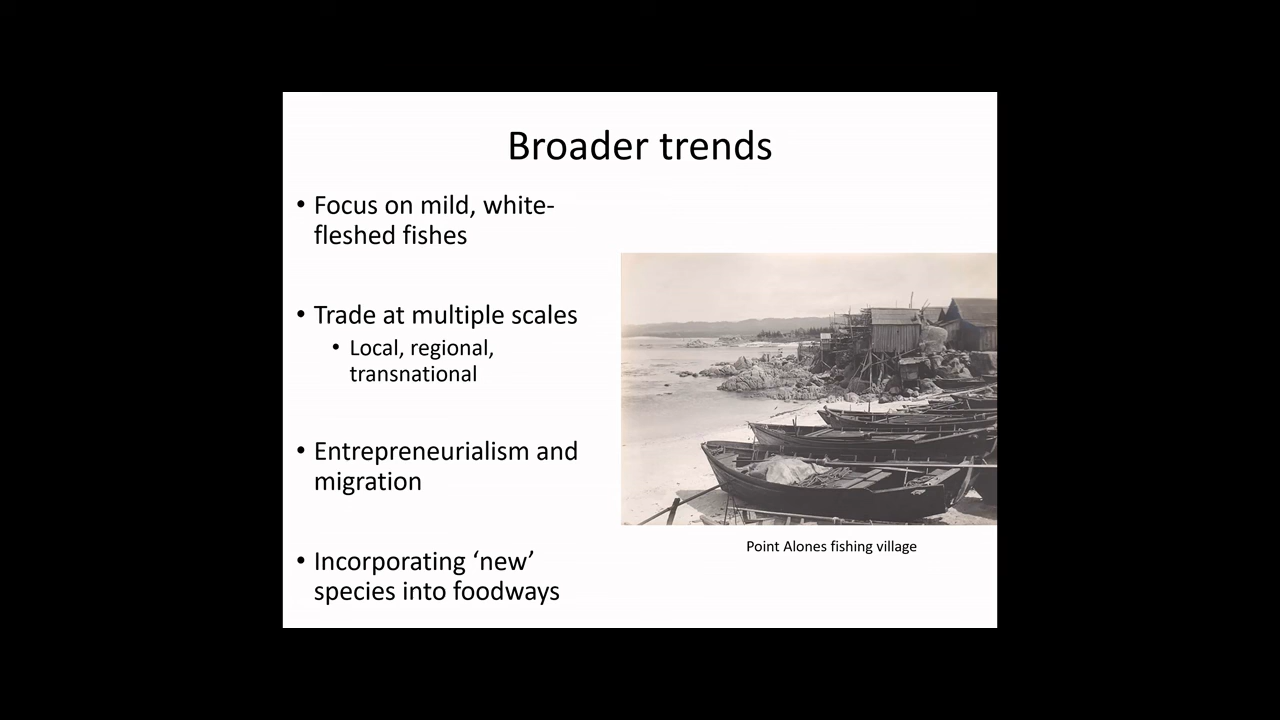 Broader trends
• Focus on mild, white-
fleshed fishes
• Trade at multiple scales
• Local, regional,
transnational
• Entrepreneurialism and
migration
• Incorporating ‘new’
species into foodways
Point Alones fishing village